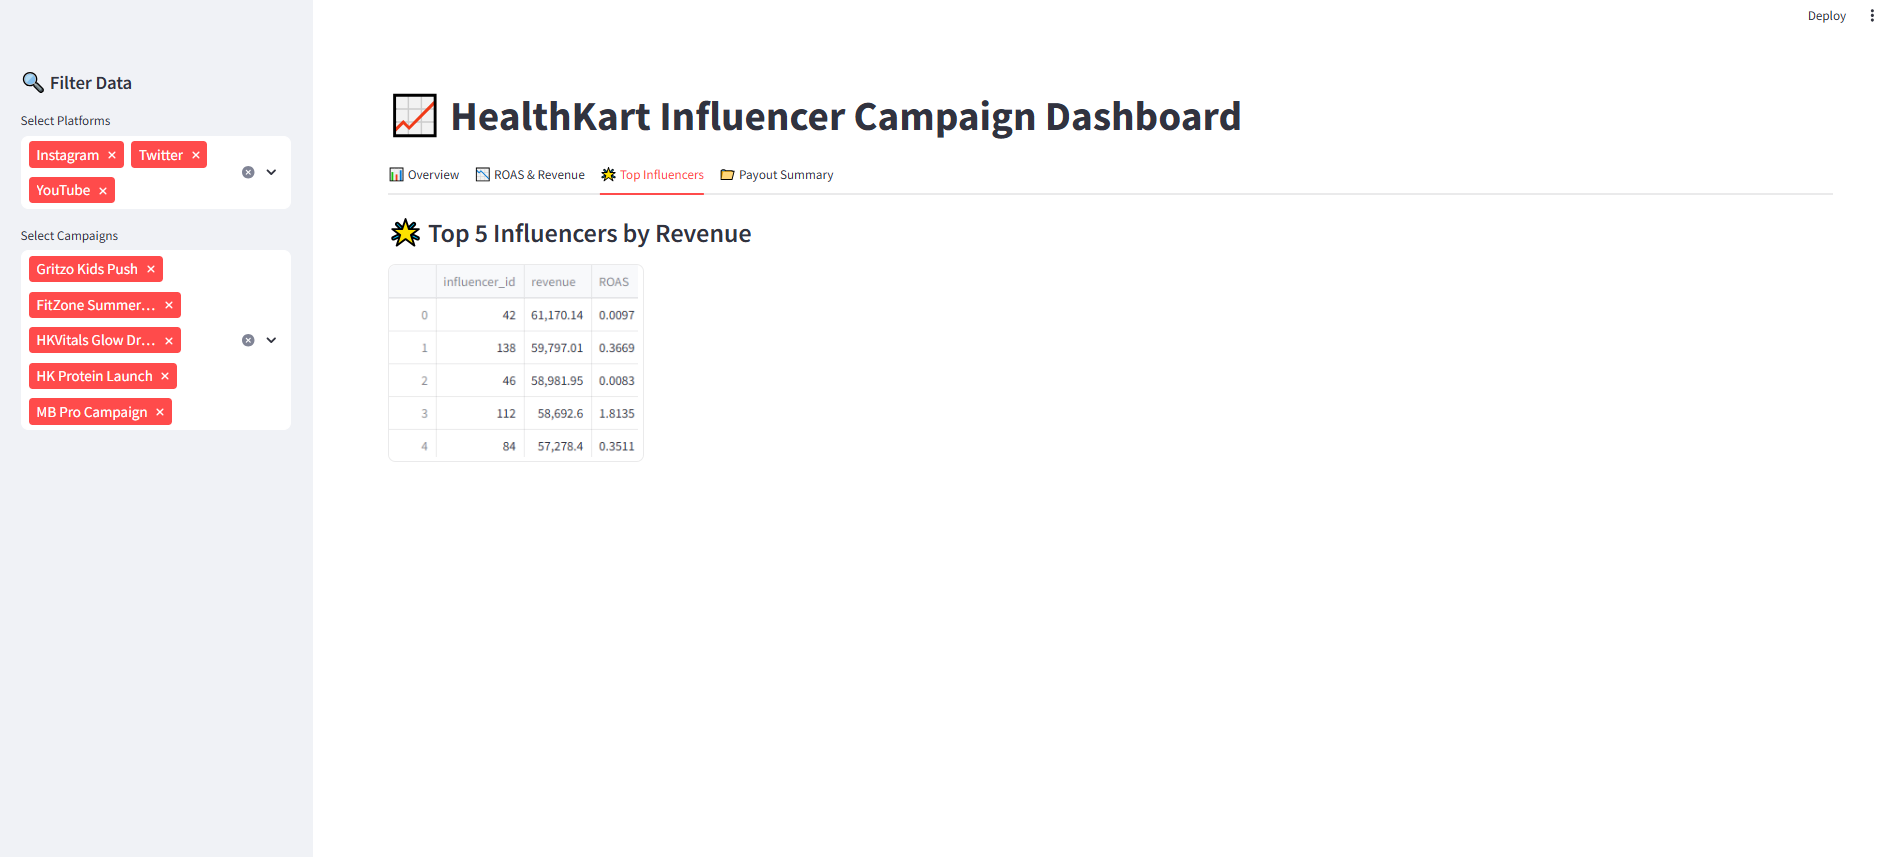 Deploy
Filter Data
Select Platforms
Instagram × Twitter ×
YouTube ×
Select Campaigns
Gritzo Kids Push ×
FitZone Summer... ×
HKVitals Glow Dr... ×
HK Protein Launch ×
MB Pro Campaign ×
HealthKart Influencer Campaign Dashboard
Overview ROAS & Revenue Top Influencers Payout Summary
Top 5 Influencers by Revenue
influencer_id revenue ROAS
0 42 61,170.14 0.0097
1 138 59,797.01 0.3669
2 46 58,981.95 0.0083
3 112 58,692.6 1.8135
4 84 57,278.4 0.3511